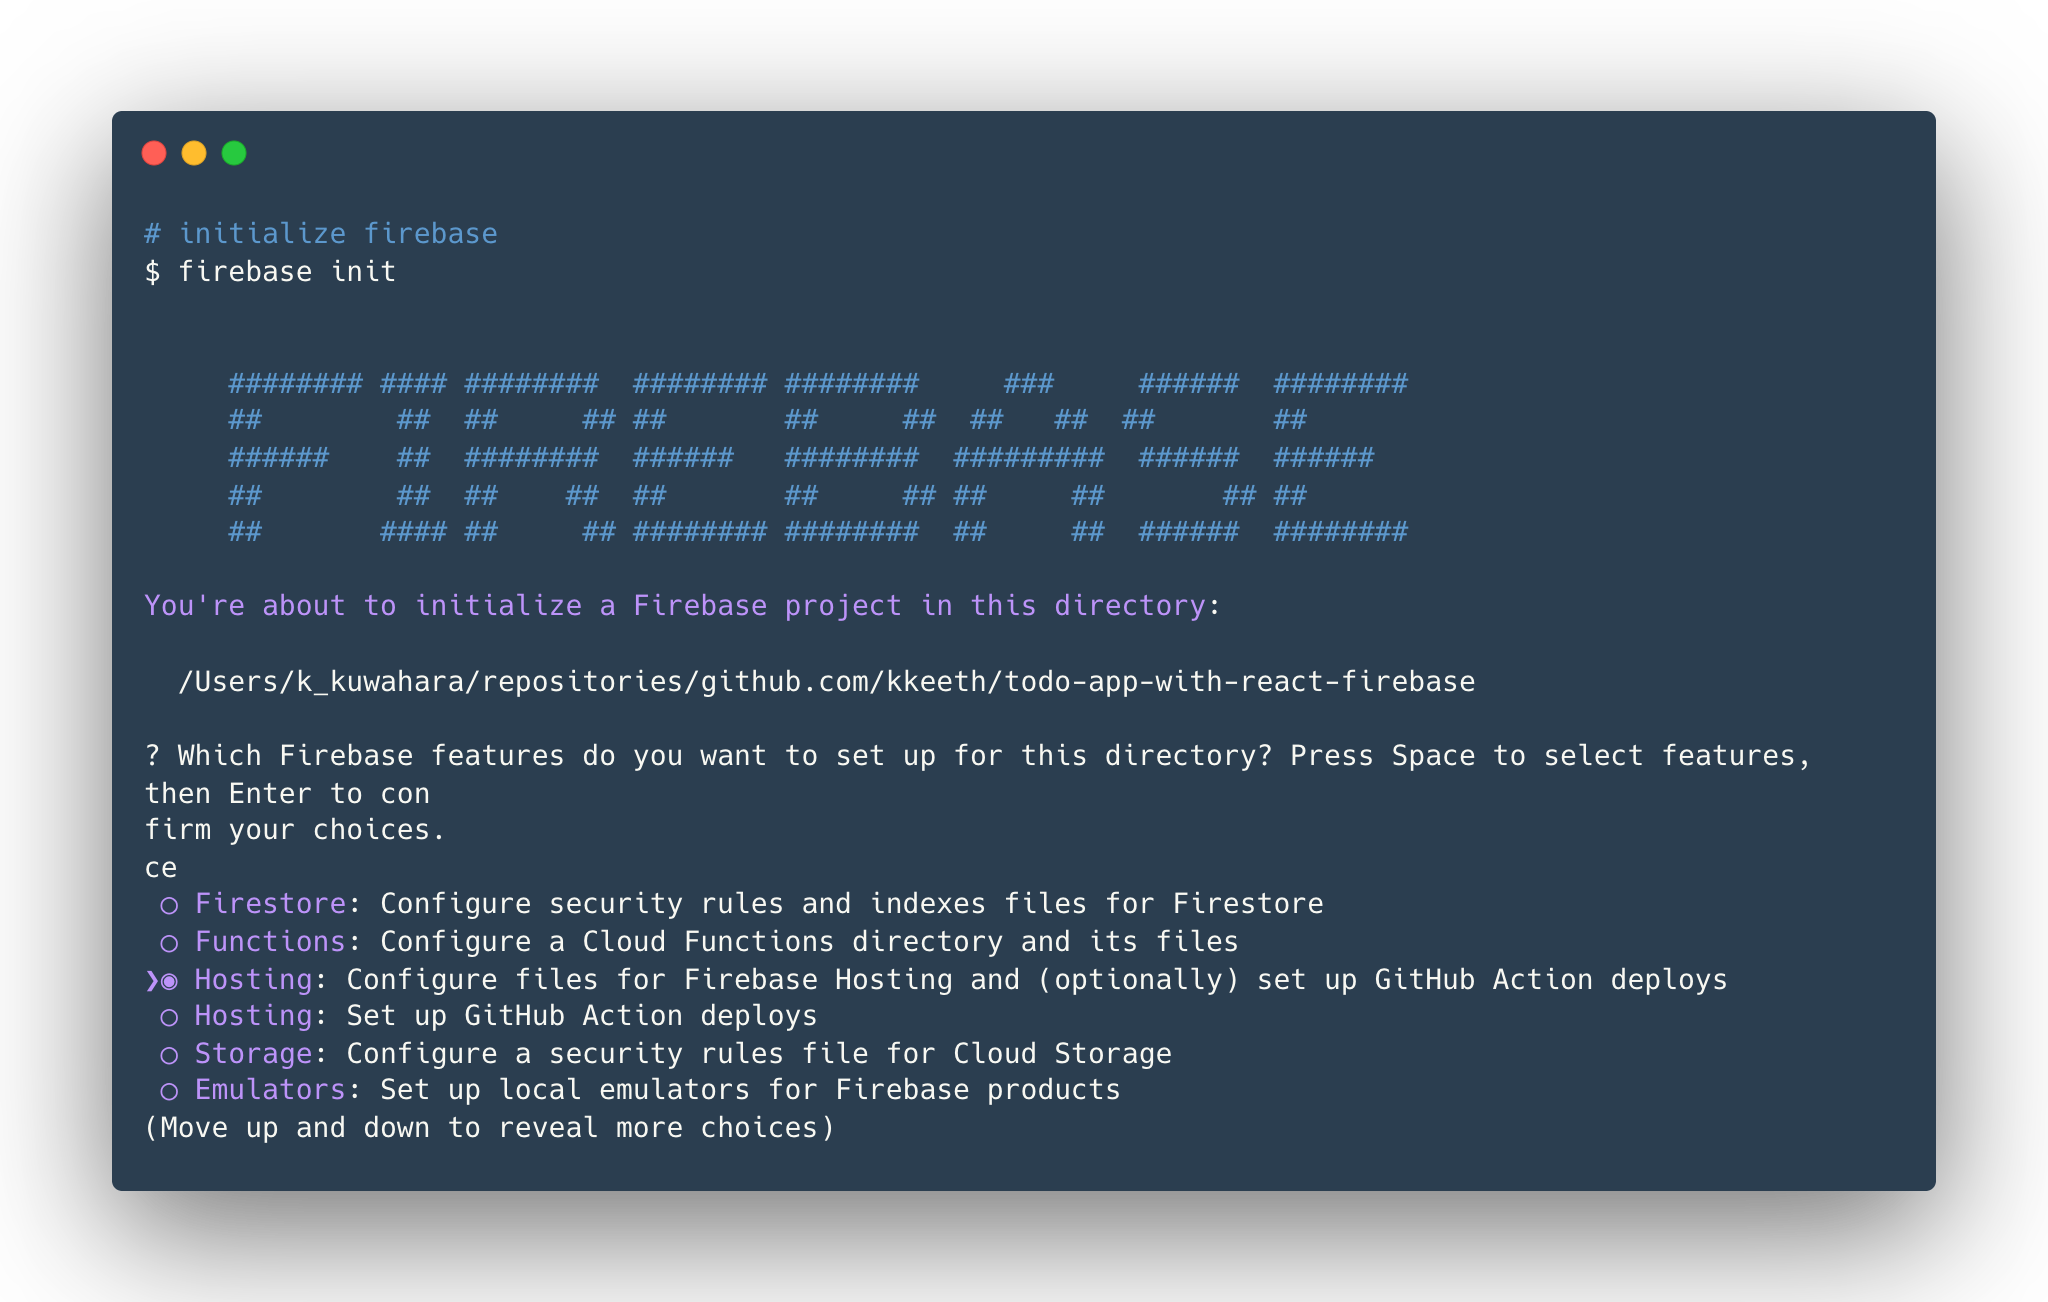 # initialize firebase
$ firebase init
     ######## #### ########  ######## ########     ###     ######  ########
     ##        ##  ##     ## ##       ##     ##  ##   ##  ##       ##
     ######    ##  ########  ######   ########  #########  ######  ######
     ##        ##  ##    ##  ##       ##     ## ##     ##       ## ##
     ##       #### ##     ## ######## ########  ##     ##  ######  ########
You're about to initialize a Firebase project in this directory:
  /Users/k_kuwahara/repositories/github.com/kkeeth/todo-app-with-react-firebase
? Which Firebase features do you want to set up for this directory? Press Space to select features,
then Enter to con
firm your choices.
ce
 ◯ Firestore: Configure security rules and indexes files for Firestore
 ◯ Functions: Configure a Cloud Functions directory and its files
❯◉ Hosting: Configure files for Firebase Hosting and (optionally) set up GitHub Action deploys
 ◯ Hosting: Set up GitHub Action deploys
 ◯ Storage: Configure a security rules file for Cloud Storage
 ◯ Emulators: Set up local emulators for Firebase products
(Move up and down to reveal more choices)